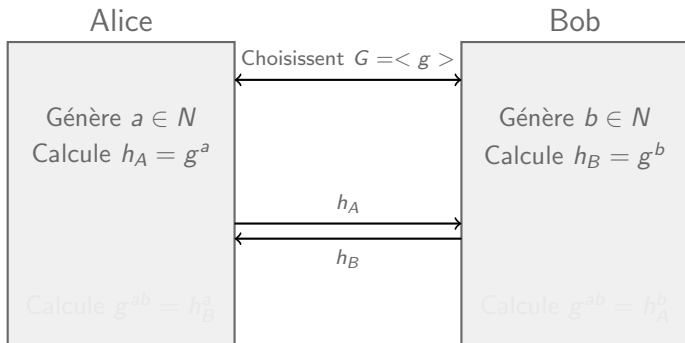 Alice
Bob
Choisissent G =< g >
Génère a ∈ N
Calcule h_A = g^a
Génère b ∈ N
Calcule h_B = g^b
h_A
h_B
Calcule g^{ab} = h_B^a
Calcule g^{ab} = h_A^b